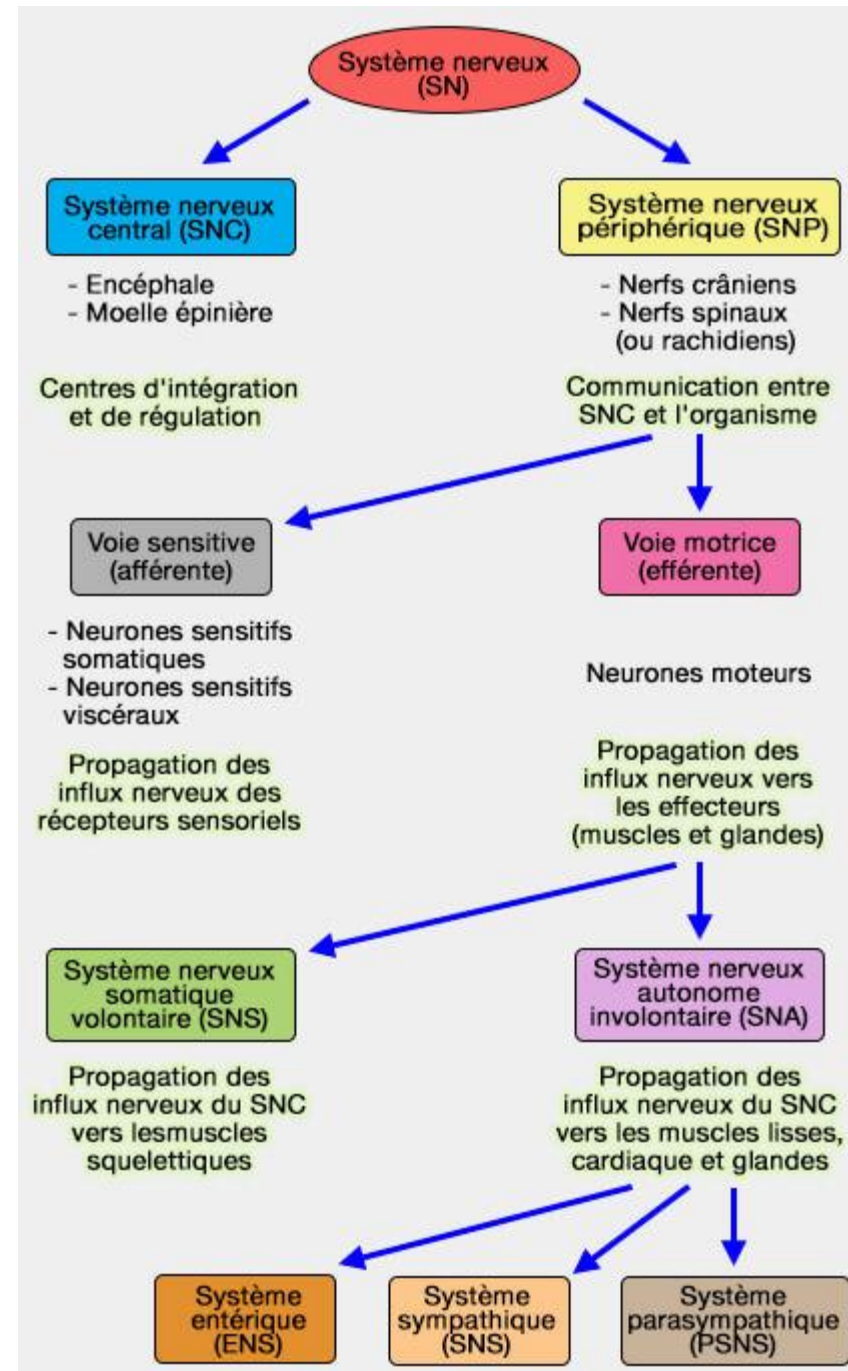 Système nerveux
(SN)
Système nerveux
central (SNC)
Système nerveux
périphérique (SNP)
- Encéphale
- Moelle épinière
- Nerfs crâniens
- Nerfs spinaux
(ou rachidiens)
Centres d'intégration
et de régulation
Communication entre
SNC et l'organisme
Voie sensitive
(afférente)
Voie motrice
(efférente)
- Neurones sensitifs
somatiques
- Neurones sensitifs
viscéraux
Neurones moteurs
Propagation des
influx nerveux des
récepteurs sensoriels
Propagation des
influx nerveux vers
les effecteurs
(muscles et glandes)
Système nerveux
somatique
volontaire (SNS)
Système nerveux
autonome
involontaire (SNA)
Propagation des
influx nerveux du SNC
vers lesmuscles
squelettiques
Propagation des
influx nerveux du SNC
vers les muscles lisses,
cardiaque et glandes
Système
entérique
(ENS)
Système
sympathique
(SNS)
Système
parasympathique
(PSNS)